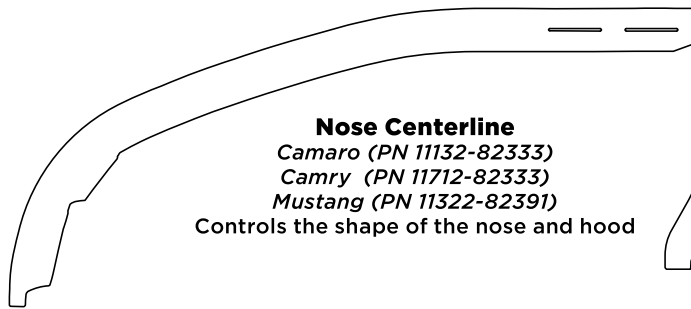 Nose Centerline
Camaro (PN 11132-82333)
Camry (PN 11712-82333)
Mustang (PN 11322-82391)
Controls the shape of the nose and hood